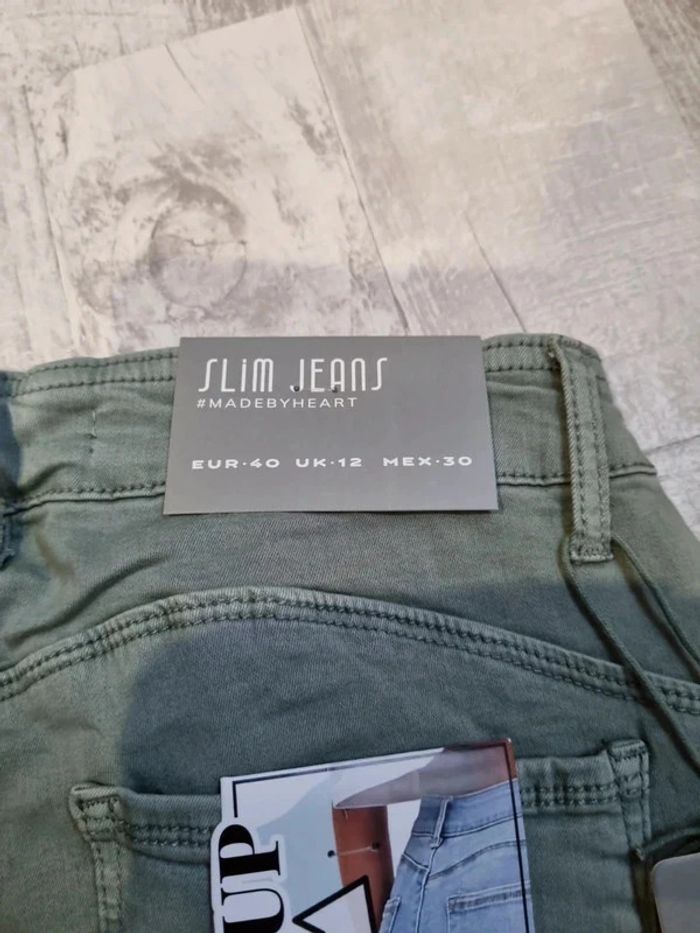 SLiM JEANS
#MADEBYHEART
EUR·40 UK·12 MEX·30
UP